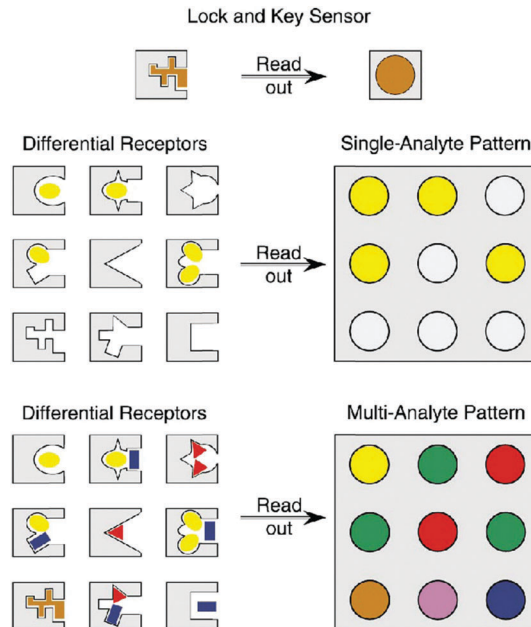 Lock and Key Sensor
Read
out
Differential Receptors
Single-Analyte Pattern
Read
out
Differential Receptors
Multi-Analyte Pattern
Read
out